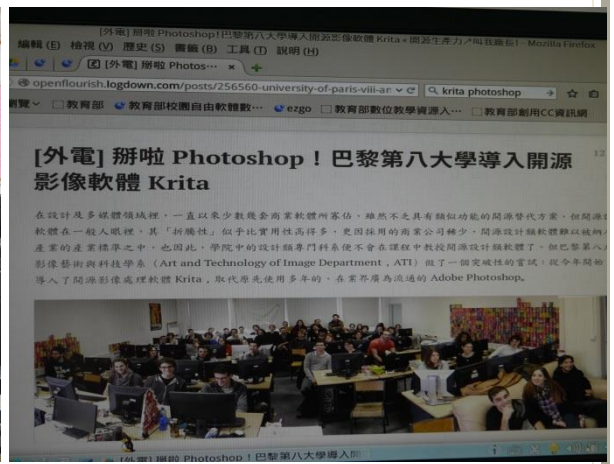 [外電] 掰啦 Photoshop!巴黎第八大學導入開源影像軟體 Krita « 開源生產力↗叫我廠長! - Mozilla Firefox
編輯(E) 檢視(V) 歷史(S) 書籤(B) 工具(T) 說明(H)
[外電] 掰啦 Photos…
openflourish.logdown.com/posts/256560-university-of-paris-viii-ar
krita photoshop
教育部 教育部校園自由軟體數… ezgo 教育部數位教學資源入… 教育部創用CC資訊網
[外電] 掰啦 Photoshop!巴黎第八大學導入開源
影像軟體 Krita
在設計及多媒體領域裡,一直以來少數幾套商業軟體所寡佔,雖然不乏具有類似功能的開源替代方案,但開源
軟體在一般人眼裡,其「折騰性」似乎比實用性高得多,更因採用的商業公司稀少,開源設計類軟體難以被納
產業的產業標準之中,也因此,學院中的設計類專門科系便不會在課程中教授開源設計類軟體了。但巴黎第八
影像藝術與科技學系(Art and Technology of Image Department,ATI)做了一個突破性的嘗試:從今年開始
導入了開源影像處理軟體 Krita,取代原先使用多年的、在業界廣為流通的 Adobe Photoshop。
[外電] 掰啦 Photoshop!巴黎第八大學導入開